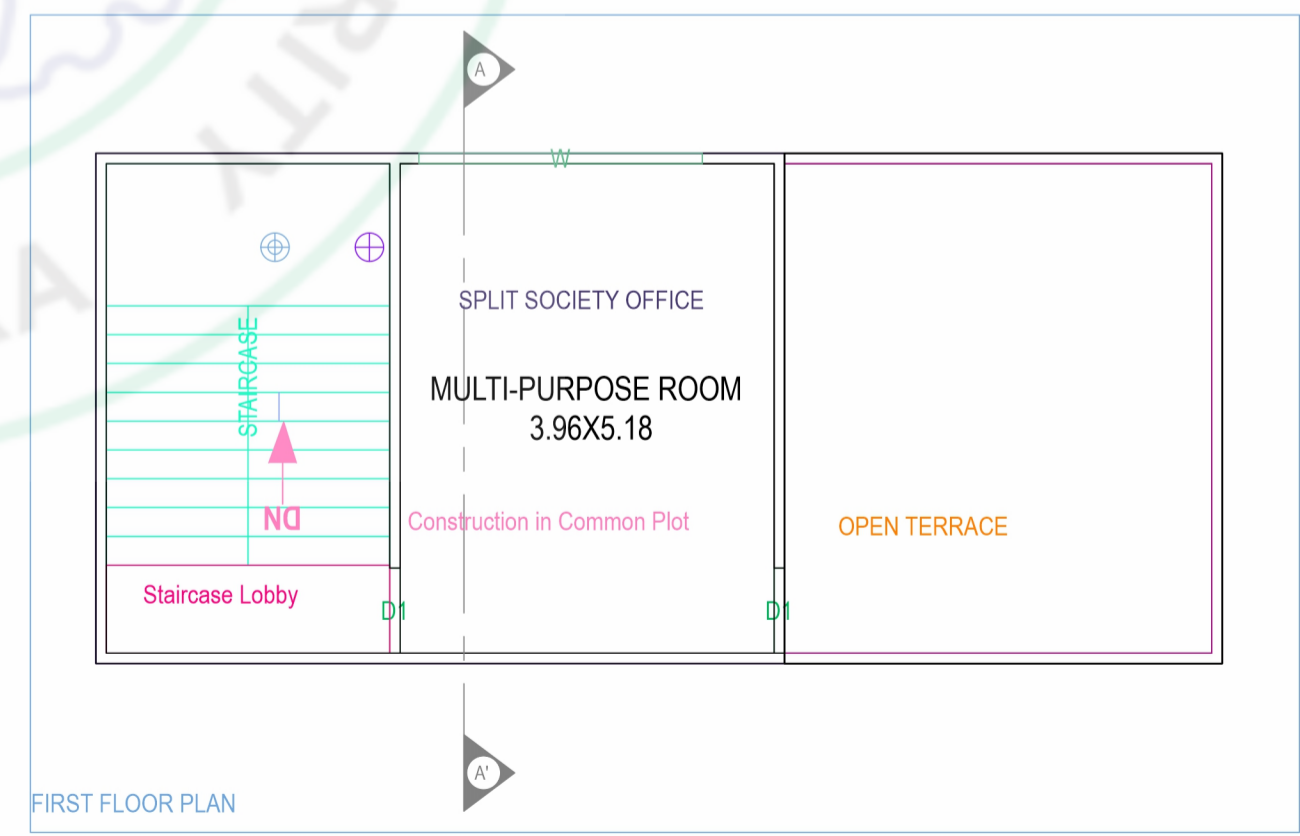 RITY
A
A
W
SPLIT SOCIETY OFFICE
STAIRCASE
MULTI-PURPOSE ROOM
3.96X5.18
DN
Construction in Common Plot
OPEN TERRACE
Staircase Lobby
D1
D1
A'
FIRST FLOOR PLAN